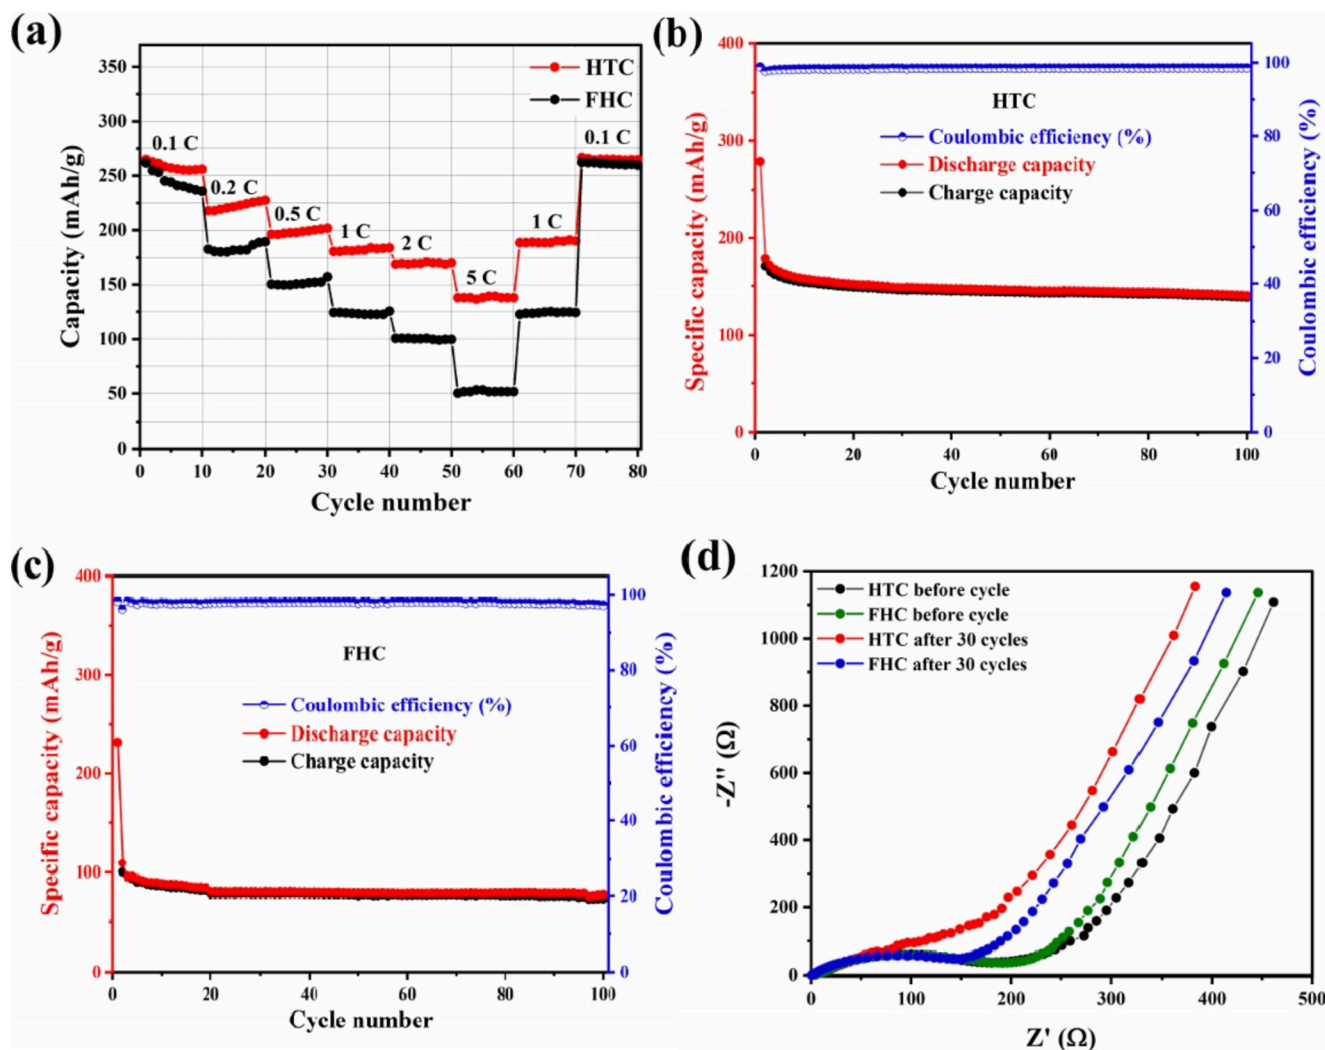 (a)
350
300
250
200
150
100
50
0
Capacity (mAh/g)
HTC
FHC
0.1 C
0.2 C
0.5 C
1 C
2 C
5 C
1 C
0.1 C
0 10 20 30 40 50 60 70 80
Cycle number
(b)
400
300
200
100
0
Specific capacity (mAh/g)
HTC
Coulombic efficiency (%)
Discharge capacity
Charge capacity
100
80
60
40
20
0
Coulombic efficiency (%)
0 20 40 60 80 100
Cycle number
(c)
400
300
200
100
0
Specific capacity (mAh/g)
FHC
Coulombic efficiency (%)
Discharge capacity
Charge capacity
100
80
60
40
20
0
Coulombic efficiency (%)
0 20 40 60 80 100
Cycle number
(d)
1200
1000
800
600
400
200
0
-Z'' (Ω)
HTC before cycle
FHC before cycle
HTC after 30 cycles
FHC after 30 cycles
0 100 200 300 400 500
Z' (Ω)